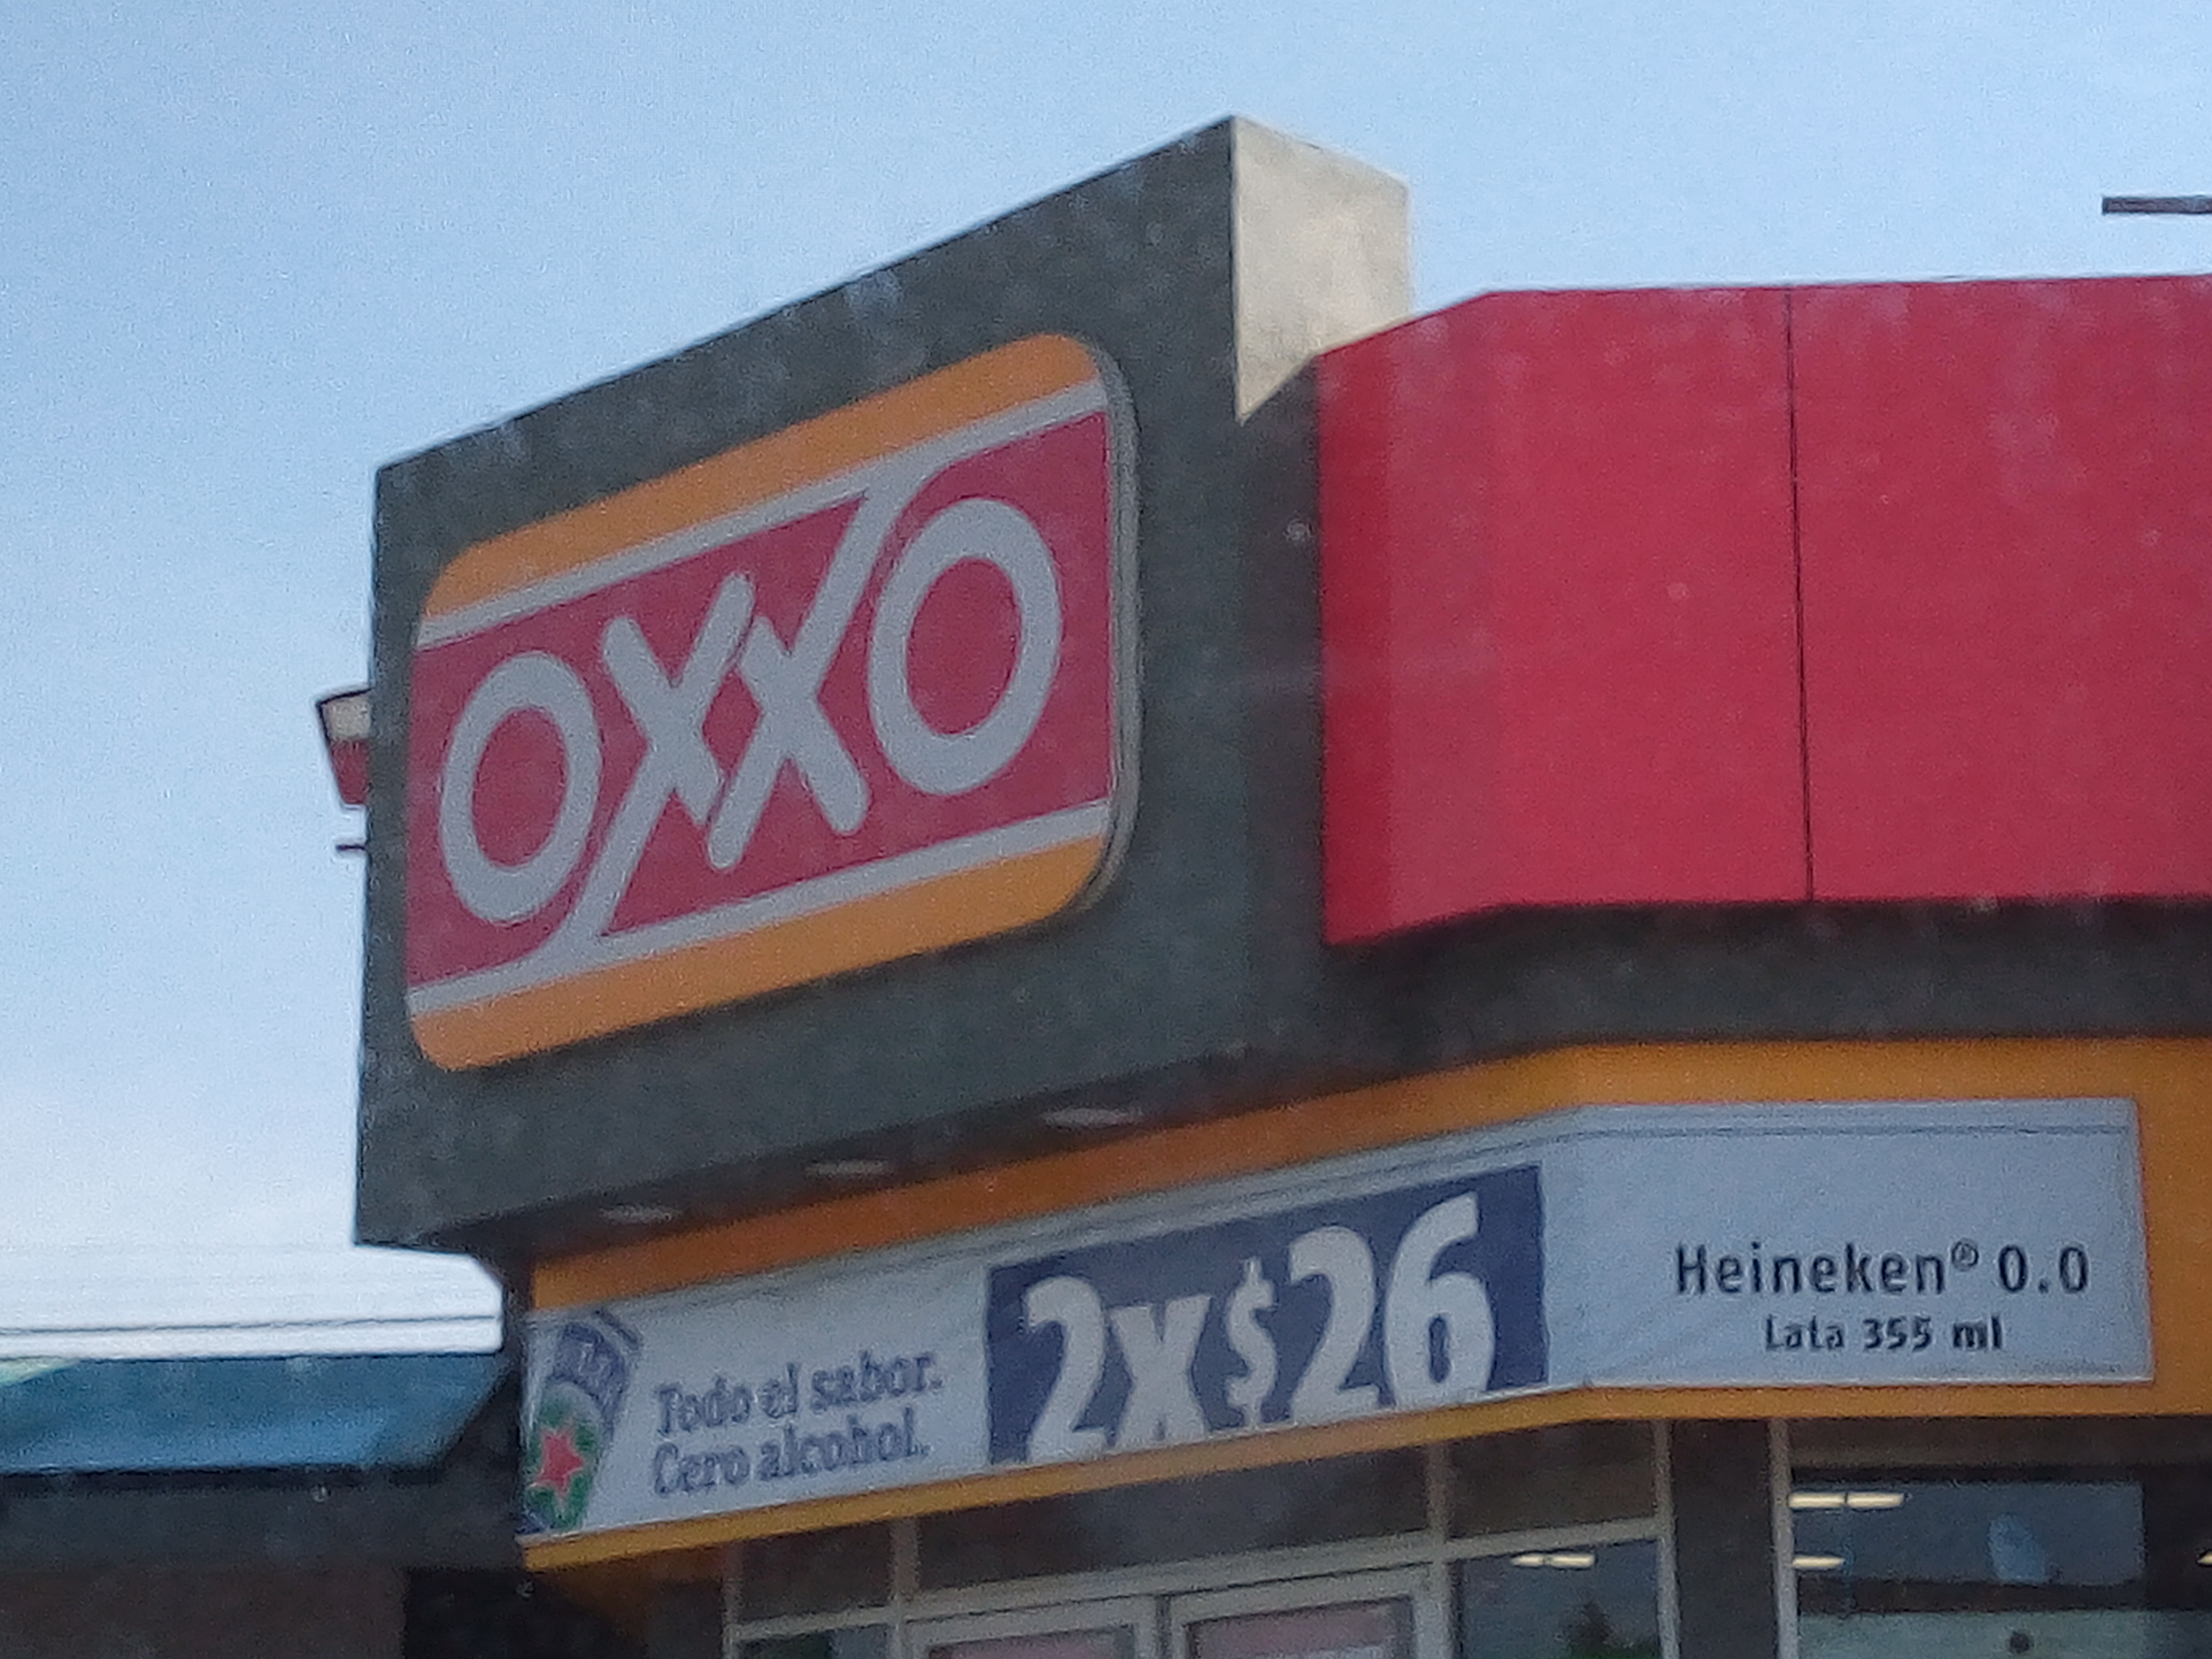 OXXO
Todo el sabor.
Cero alcohol.
2x$26
Heineken® 0.0
Lata 355 ml